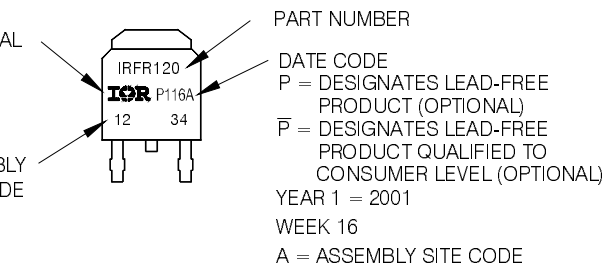 PART NUMBER
AL
DATE CODE
P = DESIGNATES LEAD-FREE
PRODUCT (OPTIONAL)
P̅ = DESIGNATES LEAD-FREE
PRODUCT QUALIFIED TO
CONSUMER LEVEL (OPTIONAL)
YEAR 1 = 2001
WEEK 16
A = ASSEMBLY SITE CODE
IRFR120
IOR P116A
12 34
BLY
DE